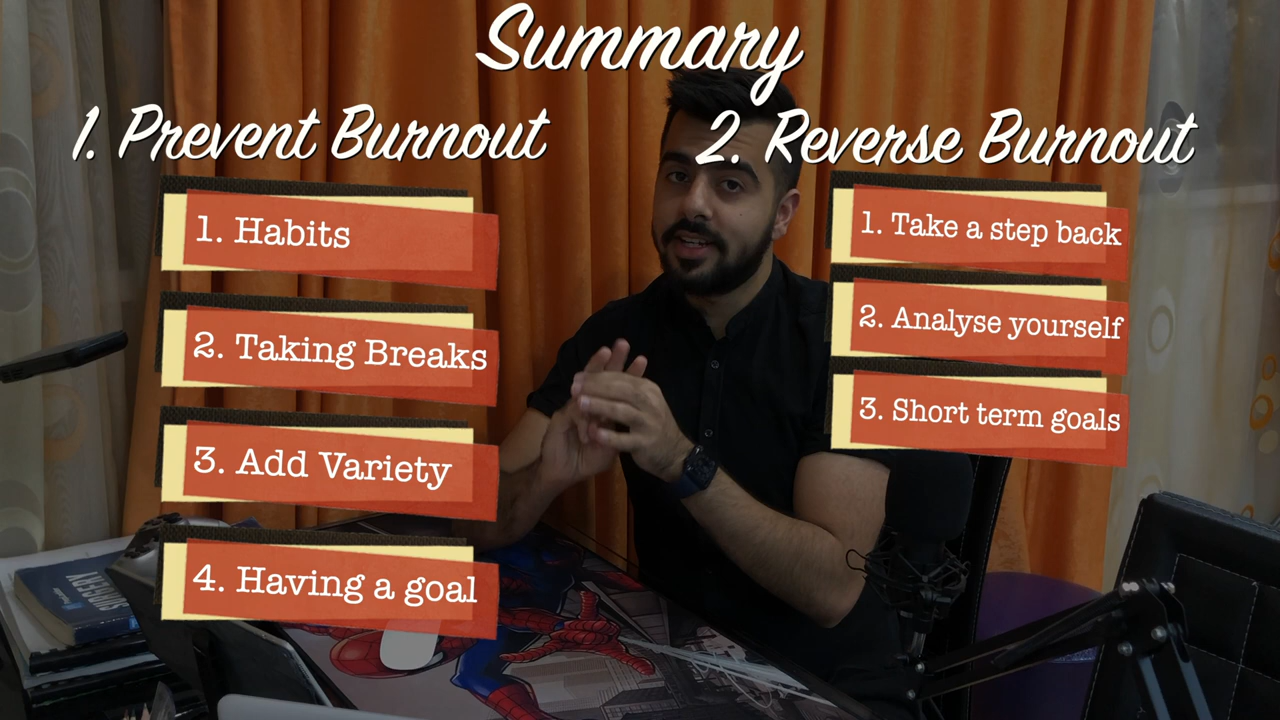 Summary
1. Prevent Burnout
1. Habits
2. Taking Breaks
3. Add Variety
4. Having a goal
2. Reverse Burnout
1. Take a step back
2. Analyse yourself
3. Short term goals
SURGERY